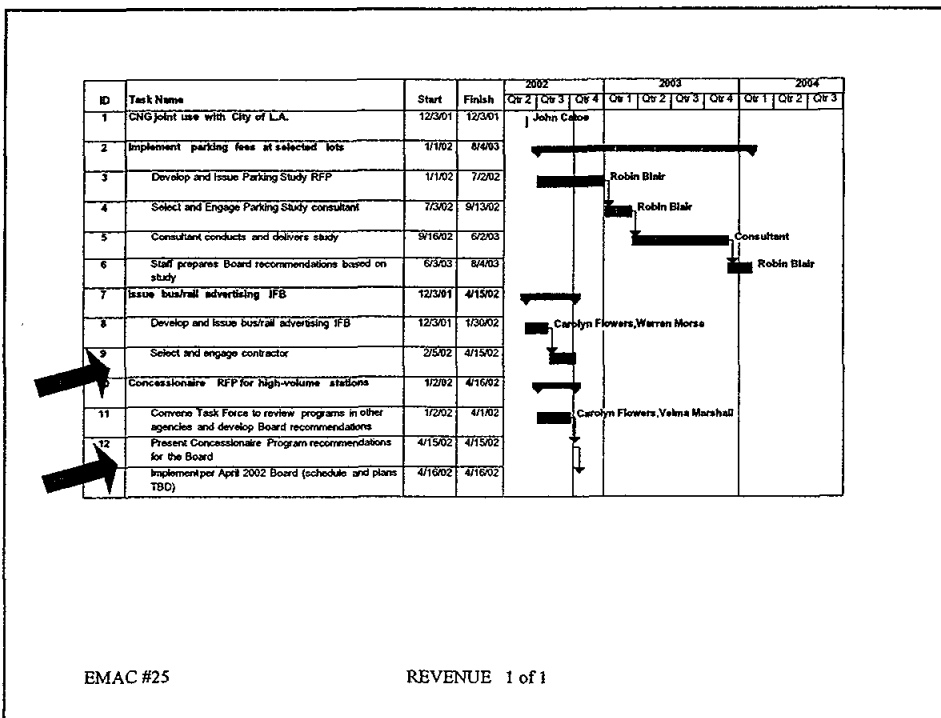 2002 2003 2004
ID Task Name Start Finish Qtr 2 Qtr 3 Qtr 4 Qtr 1 Qtr 2 Qtr 3 Qtr 4 Qtr 1 Qtr 2 Qtr 3
1 CNG joint use with City of L.A. 12/3/01 12/3/01 John Catoe
2 Implement parking fees at selected lots 1/1/02 8/4/03
3 Develop and Issue Parking Study RFP 1/1/02 7/2/02 Robin Blair
4 Select and Engage Parking Study consultant 7/3/02 9/13/02 Robin Blair
5 Consultant conducts and delivers study 9/16/02 6/2/03 Consultant
6 Staff prepares Board recommendations based on 6/3/03 8/4/03 Robin Blair
study
7 Issue bus/rail advertising IFB 12/3/01 4/15/02
8 Develop and issue bus/rail advertising IFB 12/3/01 1/30/02 Carolyn Flowers,Warren Morse
9 Select and engage contractor 2/5/02 4/15/02
Concessionaire RFP for high-volume stations 1/2/02 4/16/02
11 Convene Task Force to review programs in other 1/2/02 4/1/02 Carolyn Flowers,Velma Marshall
agencies and develop Board recommendations
12 Present Concessionaire Program recommendations 4/15/02 4/15/02
for the Board
Implement per April 2002 Board (schedule and plans 4/16/02 4/16/02
TBD)
EMAC #25 REVENUE 1 of 1